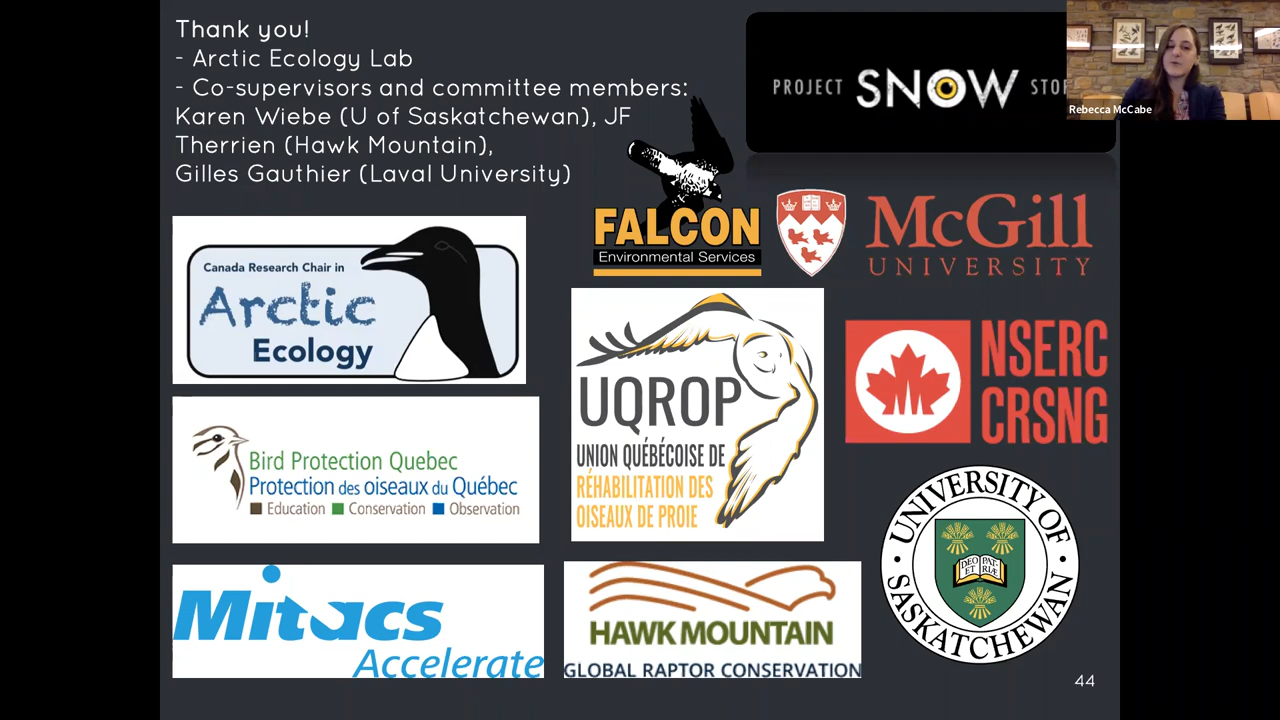 Thank you!
- Arctic Ecology Lab
- Co-supervisors and committee members:
Karen Wiebe (U of Saskatchewan), JF
Therrien (Hawk Mountain),
Gilles Gauthier (Laval University)
PROJECT SNOW
Rebecca McCabe
FALCON
Environmental Services
McGill
UNIVERSITY
Canada Research Chair in
Arctic
Ecology
UQROP
UNION QUÉBÉCOISE DE
RÉHABILITATION DES
OISEAUX DE PROIE
NSERC
CRSNG
Bird Protection Quebec
Protection des oiseaux du Québec
Education Conservation Observation
UNIVERSITY OF
SASKATCHEWAN
DEO PAT-
ET RIÆ
Mitacs
Accelerate
HAWK MOUNTAIN
GLOBAL RAPTOR CONSERVATION
44